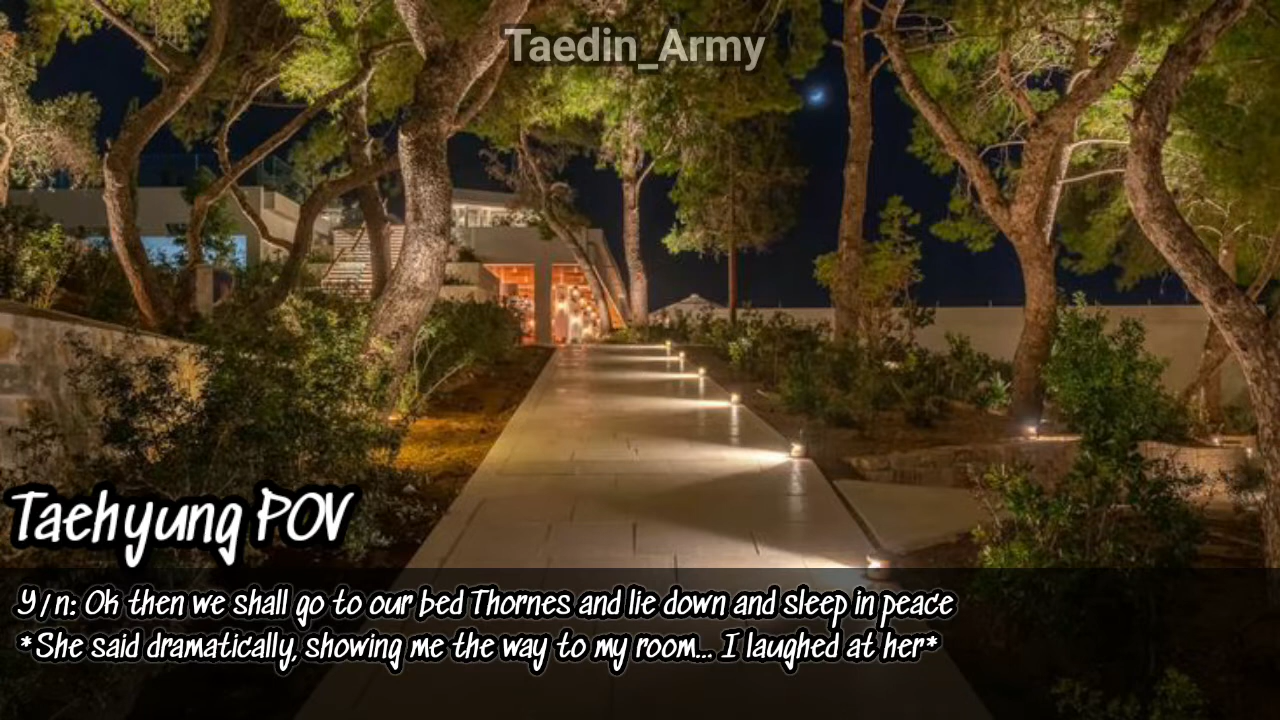 Taedin_Army
Taehyung POV
Y/n: Ok then we shall go to our bed Thornes and lie down and sleep in peace
*She said dramatically, showing me the way to my room... I laughed at her*